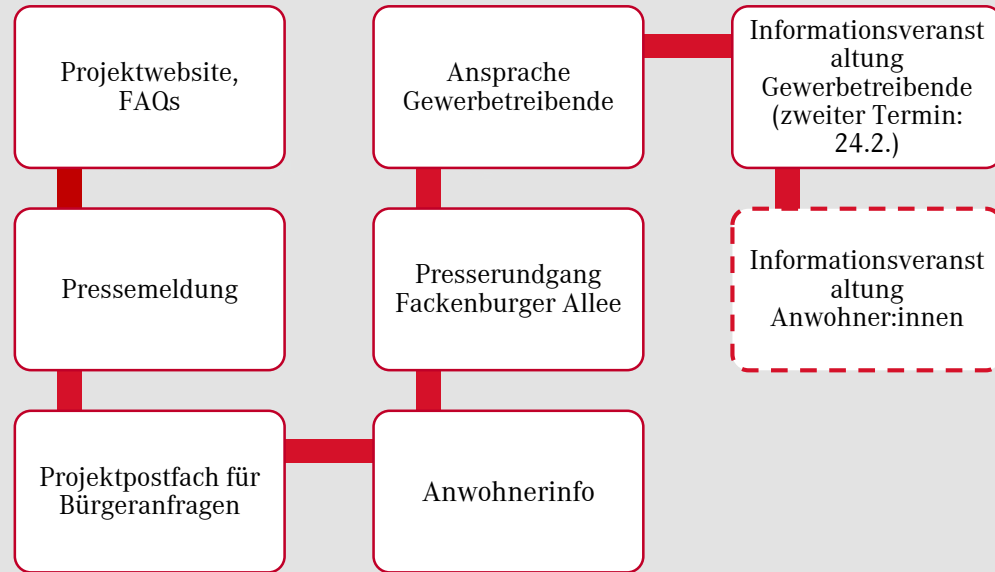 Projektwebsite,
FAQs
Pressemeldung
Projektpostfach für
Bürgeranfragen
Anwohnerinfo
Presserundgang
Fackenburger Allee
Ansprache
Gewerbetreibende
Informationsveranst
altung
Gewerbetreibende
(zweiter Termin:
24.2.)
Informationsveranst
altung
Anwohner:innen